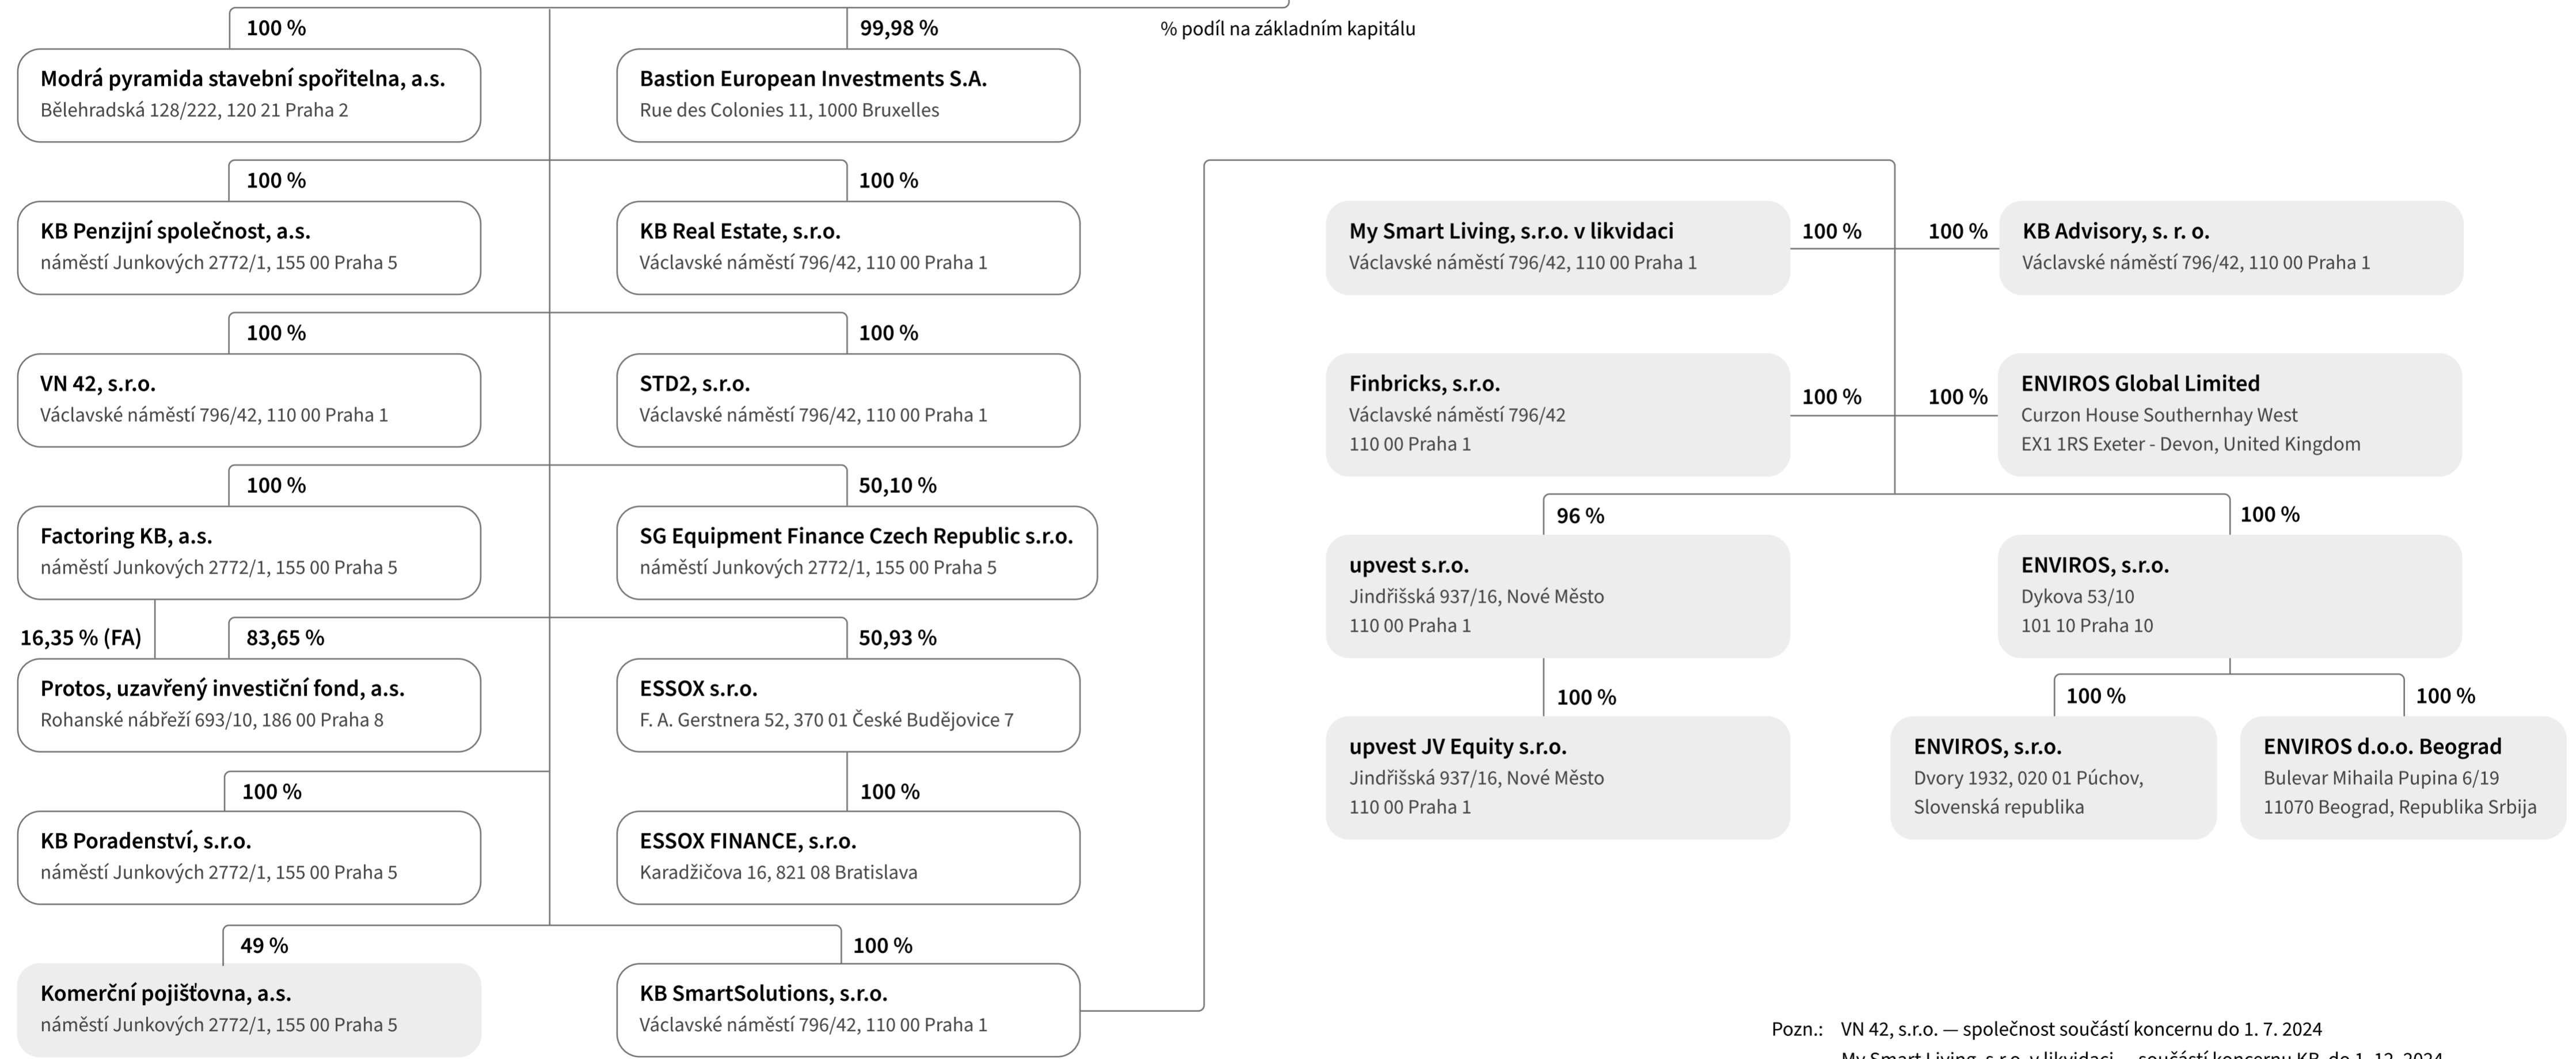 100 %
99,98 %
% podíl na základním kapitálu
Modrá pyramida stavební spořitelna, a.s.
Bělehradská 128/222, 120 21 Praha 2
Bastion European Investments S.A.
Rue des Colonies 11, 1000 Bruxelles
100 %
100 %
KB Penzijní společnost, a.s.
náměstí Junkových 2772/1, 155 00 Praha 5
KB Real Estate, s.r.o.
Václavské náměstí 796/42, 110 00 Praha 1
100 %
100 %
VN 42, s.r.o.
Václavské náměstí 796/42, 110 00 Praha 1
STD2, s.r.o.
Václavské náměstí 796/42, 110 00 Praha 1
100 %
50,10 %
Factoring KB, a.s.
náměstí Junkových 2772/1, 155 00 Praha 5
SG Equipment Finance Czech Republic s.r.o.
náměstí Junkových 2772/1, 155 00 Praha 5
16,35 % (FA)
83,65 %
50,93 %
Protos, uzavřený investiční fond, a.s.
Rohanské nábřeží 693/10, 186 00 Praha 8
ESSOX s.r.o.
F. A. Gerstnera 52, 370 01 České Budějovice 7
100 %
100 %
KB Poradenství, s.r.o.
náměstí Junkových 2772/1, 155 00 Praha 5
ESSOX FINANCE, s.r.o.
Karadžičova 16, 821 08 Bratislava
49 %
100 %
Komerční pojišťovna, a.s.
náměstí Junkových 2772/1, 155 00 Praha 5
KB SmartSolutions, s.r.o.
Václavské náměstí 796/42, 110 00 Praha 1
My Smart Living, s.r.o. v likvidaci
Václavské náměstí 796/42, 110 00 Praha 1
100 %
100 %
KB Advisory, s. r. o.
Václavské náměstí 796/42, 110 00 Praha 1
Finbricks, s.r.o.
Václavské náměstí 796/42
110 00 Praha 1
100 %
100 %
ENVIROS Global Limited
Curzon House Southernhay West
EX1 1RS Exeter - Devon, United Kingdom
96 %
100 %
upvest s.r.o.
Jindřišská 937/16, Nové Město
110 00 Praha 1
ENVIROS, s.r.o.
Dykova 53/10
101 10 Praha 10
100 %
100 %
100 %
upvest JV Equity s.r.o.
Jindřišská 937/16, Nové Město
110 00 Praha 1
ENVIROS, s.r.o.
Dvory 1932, 020 01 Púchov,
Slovenská republika
ENVIROS d.o.o. Beograd
Bulevar Mihaila Pupina 6/19
11070 Beograd, Republika Srbija
Pozn.: VN 42, s.r.o. — společnost součástí koncernu do 1. 7. 2024
My Smart Living, s.r.o. v likvidaci — součástí koncernu KB do 1. 12. 2024